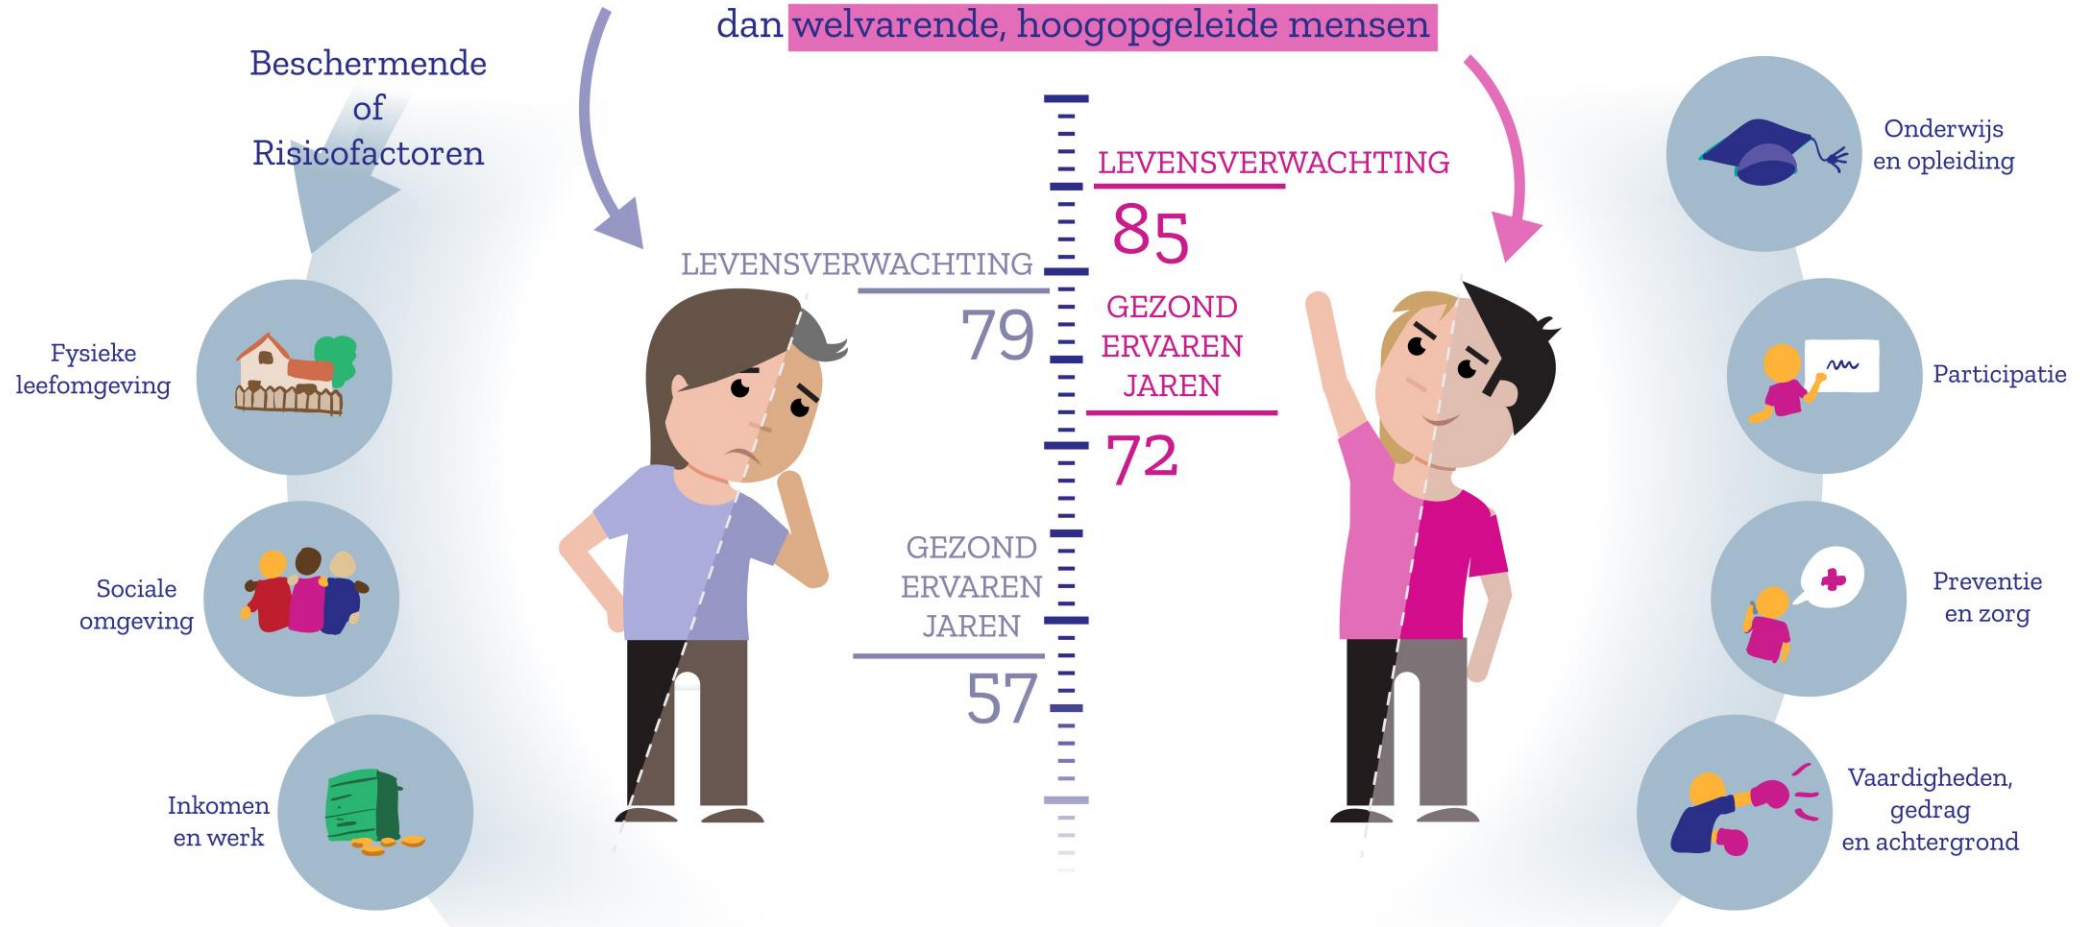 dan welvarende, hoogopgeleide mensen
Beschermende
of
Risicofactoren
Fysieke
leefomgeving
Sociale
omgeving
Inkomen
en werk
LEVENSVERWACHTING
79
GEZOND
ERVAREN
JAREN
57
LEVENSVERWACHTING
85
GEZOND
ERVAREN
JAREN
72
Onderwijs
en opleiding
Participatie
Preventie
en zorg
Vaardigheden,
gedrag
en achtergrond